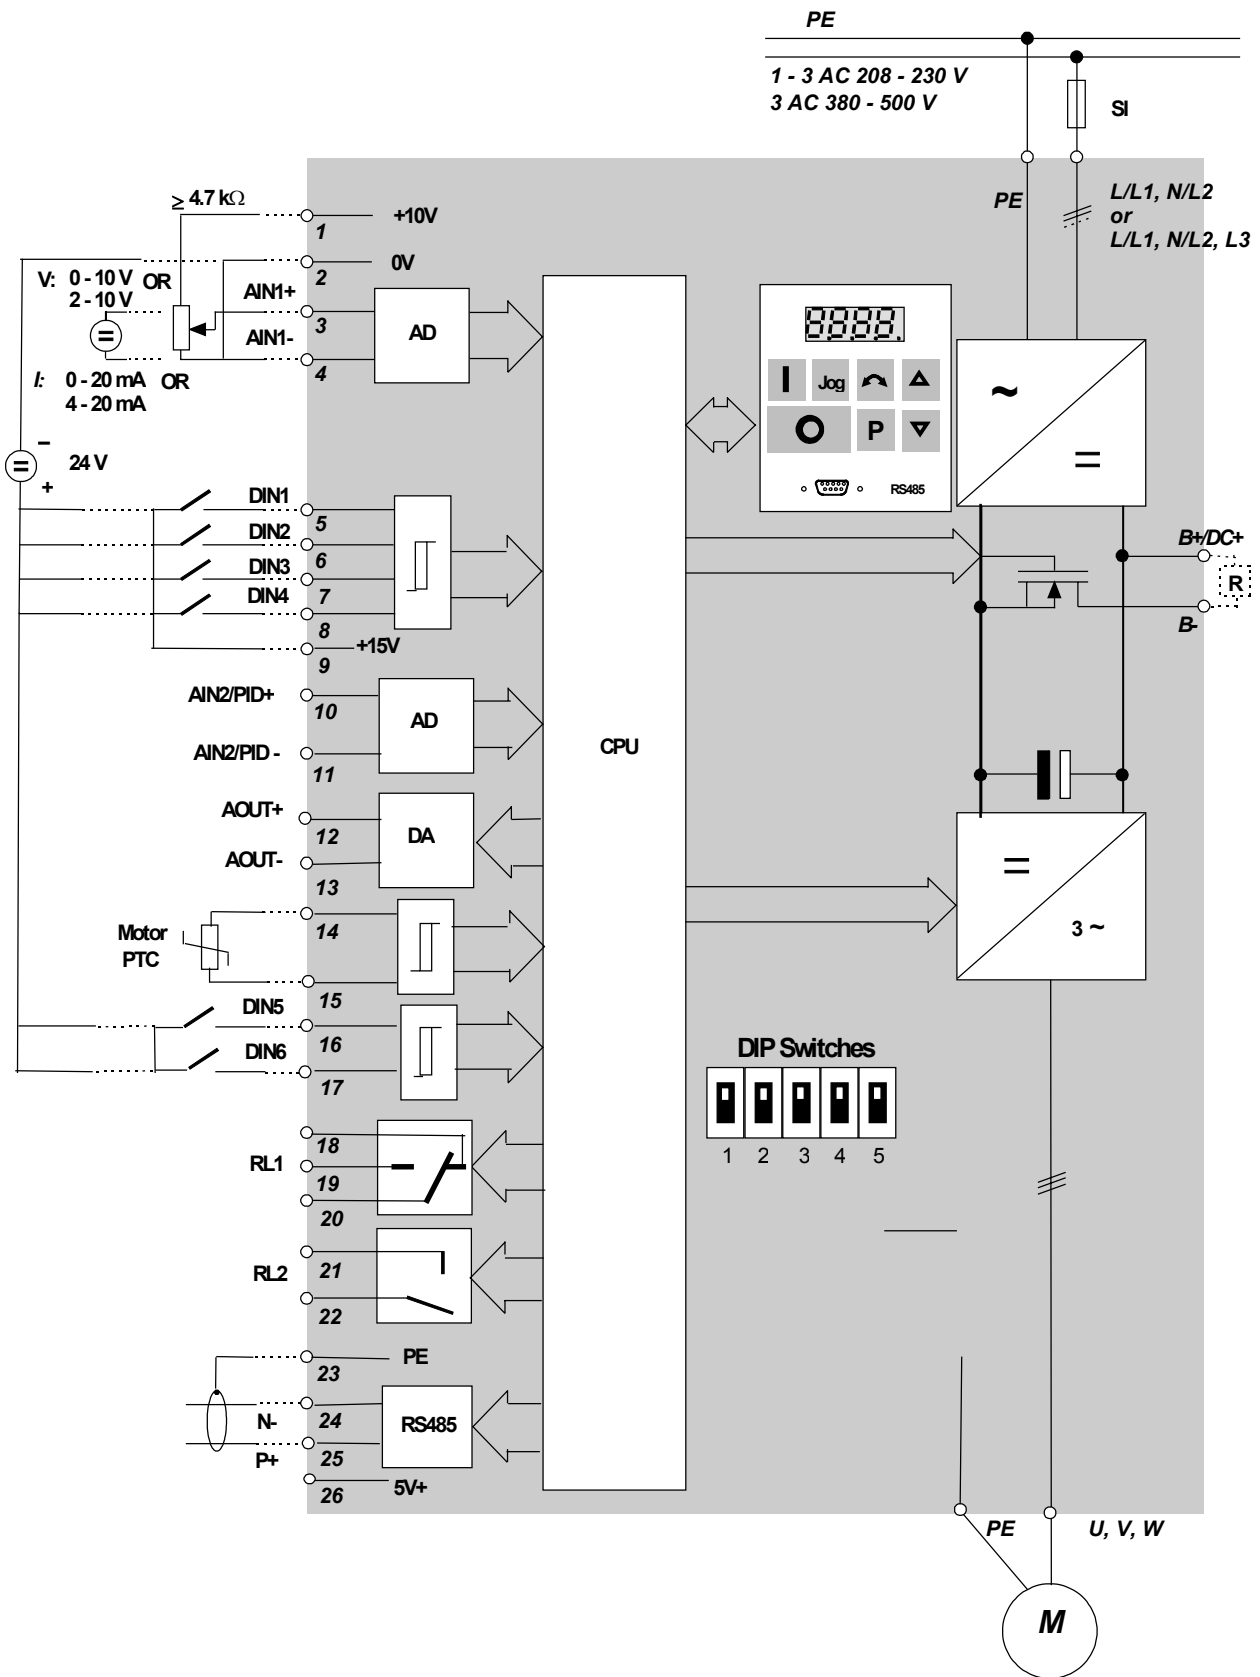 PE
1 - 3 AC 208 - 230 V
3 AC 380 - 500 V
SI
PE
L/L1, N/L2
or
L/L1, N/L2, L3
≥ 4.7 kΩ
+10V
1
0V
2
V: 0 - 10 V OR
2 - 10 V
AIN1+
3
AIN1-
4
AD
I: 0 - 20 mA OR
4 - 20 mA
–
24 V
+
=
~
=
8.8.8.8.
Jog
P
RS485
DIN1
5
DIN2
6
DIN3
7
DIN4
8
+15V
9
B+/DC+
R
B-
AIN2/PID+
10
AD
AIN2/PID -
11
CPU
AOUT+
12
DA
AOUT-
13
=
3 ~
Motor
PTC
14
15
DIN5
16
DIN6
17
DIP Switches
1 2 3 4 5
18
RL1
19
20
21
RL2
22
PE
23
N-
24
RS485
P+
25
5V+
26
PE
U, V, W
M